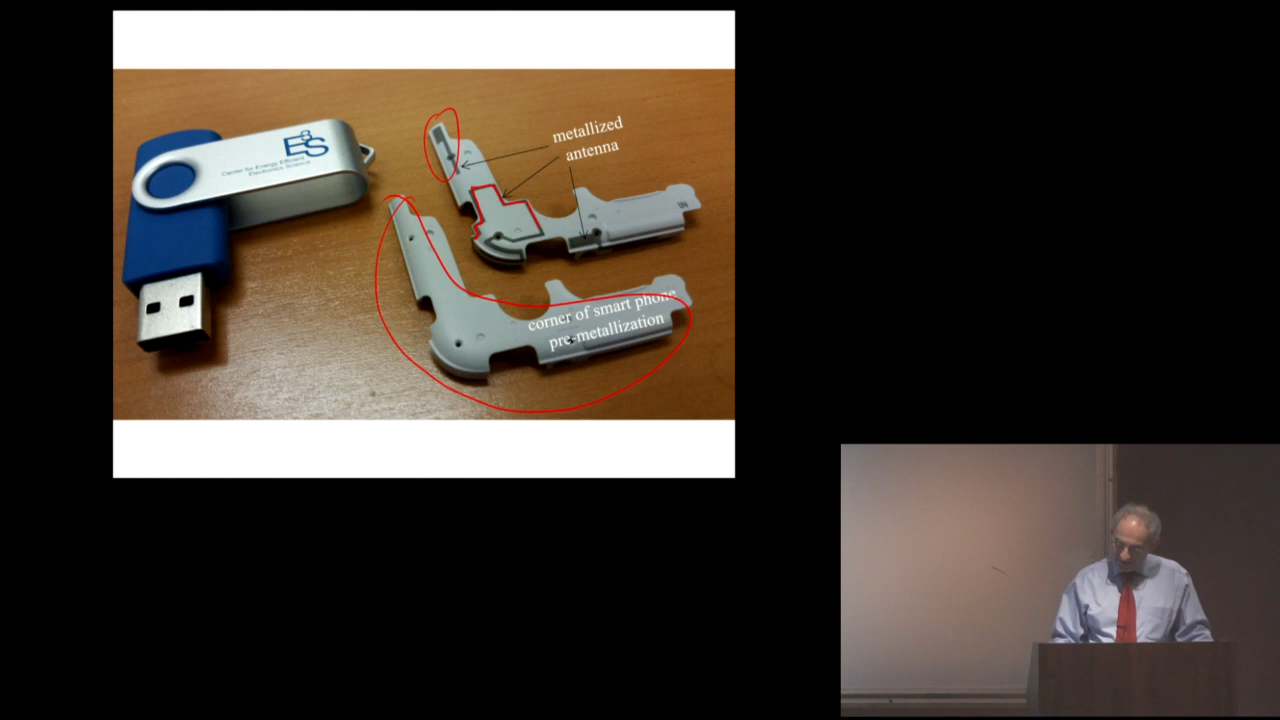 E³S
Center for Energy Efficient
Electronics Science
metallized
antenna
corner of smart phone
pre-metallization